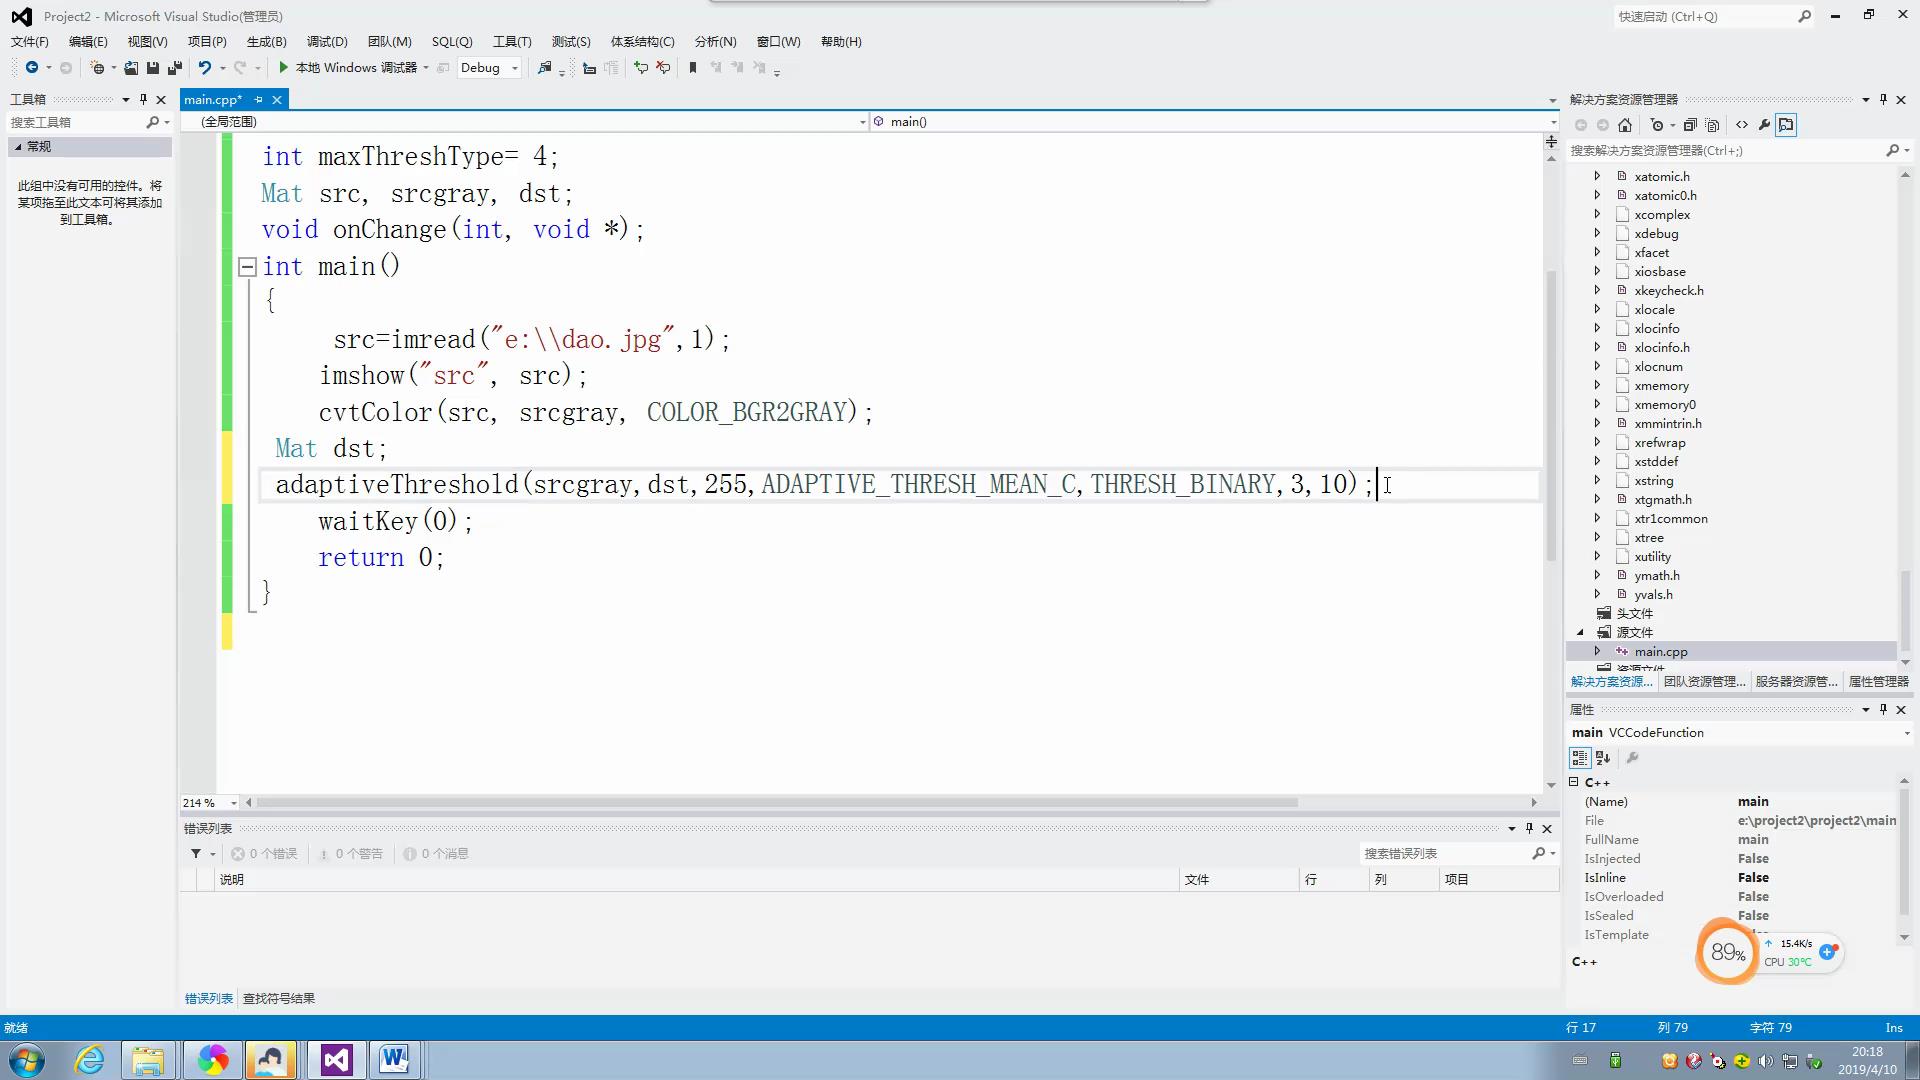 Project2 - Microsoft Visual Studio(管理员)
快速启动 (Ctrl+Q)
文件(F) 编辑(E) 视图(V) 项目(P) 生成(B) 调试(D) 团队(M) SQL(Q) 工具(T) 测试(S) 体系结构(C) 分析(N) 窗口(W) 帮助(H)
本地 Windows 调试器 Debug
工具箱
搜索工具箱
常规
此组中没有可用的控件。将
某项拖至此文本可将其添加
到工具箱。
main.cpp*
(全局范围) main()
int maxThreshType= 4;
Mat src, srcgray, dst;
void onChange(int, void *);
int main()
{
src=imread("e:\\dao.jpg",1);
imshow("src", src);
cvtColor(src, srcgray, COLOR_BGR2GRAY);
Mat dst;
adaptiveThreshold(srcgray,dst,255,ADAPTIVE_THRESH_MEAN_C,THRESH_BINARY,3,10);
waitKey(0);
return 0;
}
214 %
错误列表
0 个错误 0 个警告 0 个消息 搜索错误列表
说明 文件 行 列 项目
错误列表 查找符号结果
解决方案资源管理器
搜索解决方案资源管理器(Ctrl+;)
xatomic.h
xatomic0.h
xcomplex
xdebug
xfacet
xiosbase
xkeycheck.h
xlocale
xlocinfo
xlocinfo.h
xlocnum
xmemory
xmemory0
xmmintrin.h
xrefwrap
xstddef
xstring
xtgmath.h
xtr1common
xtree
xutility
ymath.h
yvals.h
头文件
源文件
main.cpp
资源文件
解决方案资源... 团队资源管理... 服务器资源管... 属性管理器
属性
main VCCodeFunction
C++
(Name) main
File e:\project2\project2\main
FullName main
IsInjected False
IsInline False
IsOverloaded False
IsSealed False
IsTemplate
C++
89%
15.4K/s
CPU 30℃
就绪 行 17 列 79 字符 79 Ins
20:18
2019/4/10